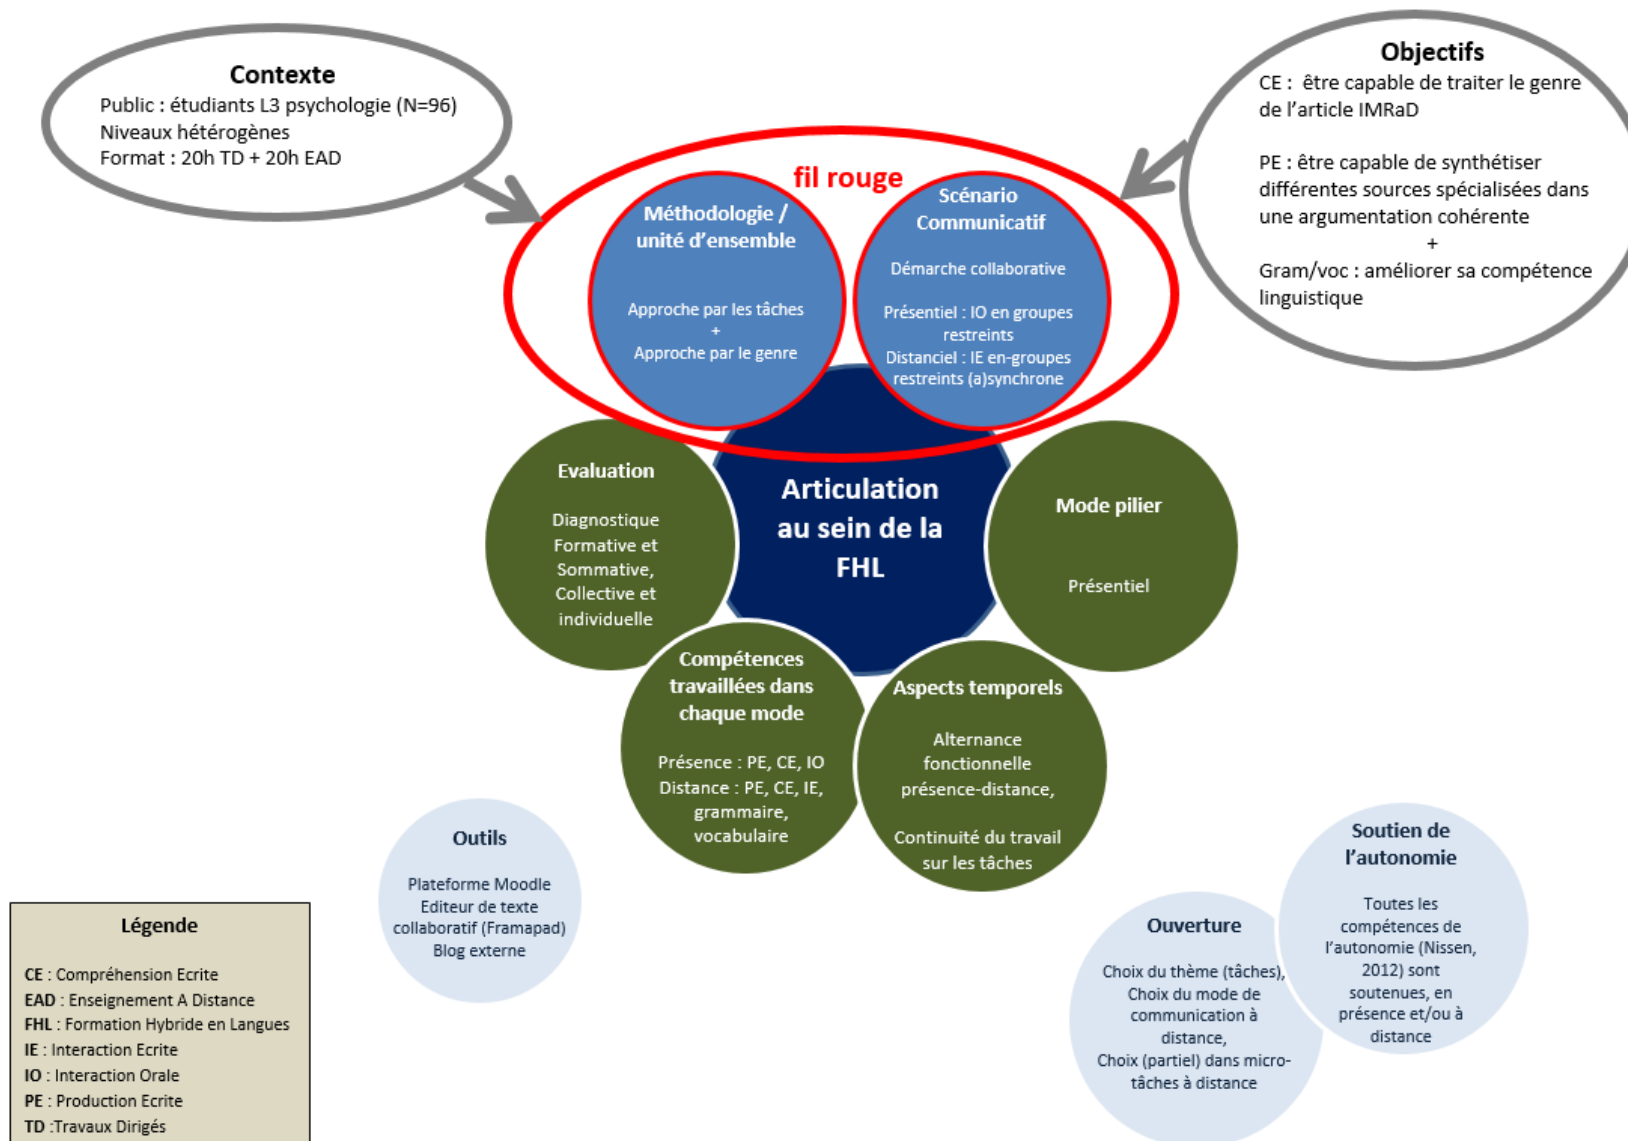 Contexte
Public : étudiants L3 psychologie (N=96)
Niveaux hétérogènes
Format : 20h TD + 20h EAD
Objectifs
CE : être capable de traiter le genre
de l'article IMRaD
PE : être capable de synthétiser
différentes sources spécialisées dans
une argumentation cohérente
+
Gram/voc : améliorer sa compétence
linguistique
fil rouge
Méthodologie /
unité d'ensemble
Approche par les tâches
+
Approche par le genre
Scénario
Communicatif
Démarche collaborative
Présentiel : IO en groupes
restreints
Distanciel : IE en-groupes
restreints (a)synchrone
Articulation
au sein de la
FHL
Evaluation
Diagnostique
Formative et
Sommative,
Collective et
individuelle
Mode pilier
Présentiel
Compétences
travaillées dans
chaque mode
Présence : PE, CE, IO
Distance : PE, CE, IE,
grammaire,
vocabulaire
Aspects temporels
Alternance
fonctionnelle
présence-distance,
Continuité du travail
sur les tâches
Outils
Plateforme Moodle
Editeur de texte
collaboratif (Framapad)
Blog externe
Soutien de
l'autonomie
Toutes les
compétences de
l'autonomie (Nissen,
2012) sont
soutenues, en
présence et/ou à
distance
Ouverture
Choix du thème (tâches),
Choix du mode de
communication à
distance,
Choix (partiel) dans micro-
tâches à distance
Légende
CE : Compréhension Ecrite
EAD : Enseignement A Distance
FHL : Formation Hybride en Langues
IE : Interaction Ecrite
IO : Interaction Orale
PE : Production Ecrite
TD :Travaux Dirigés